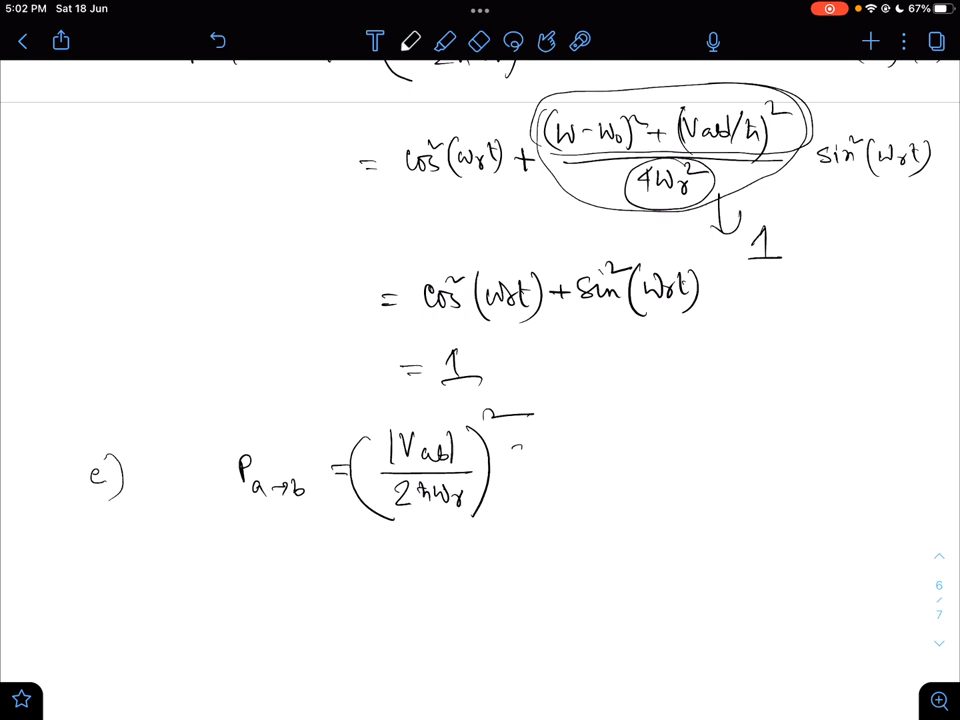 5:02 PM Sat 18 Jun 67%
= cos²(ωᵣt) + ((ω-ω₀)² + (Vab/ħ)²)/(4ωᵣ²) sin²(ωᵣt)
↓ 1
= cos²(ωᵣt) + sin²(ωᵣt)
= 1
e) P a→b = (|Vab|/2ħωᵣ)²
6
7